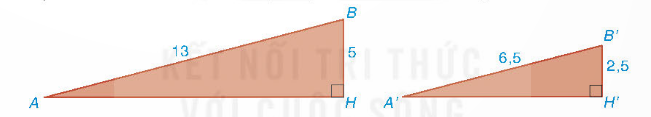 B
13
5
A
H
B'
6,5
2,5
A'
H'
KẾT NỐI TRI THỨC
VỚI CUỘC SỐNG